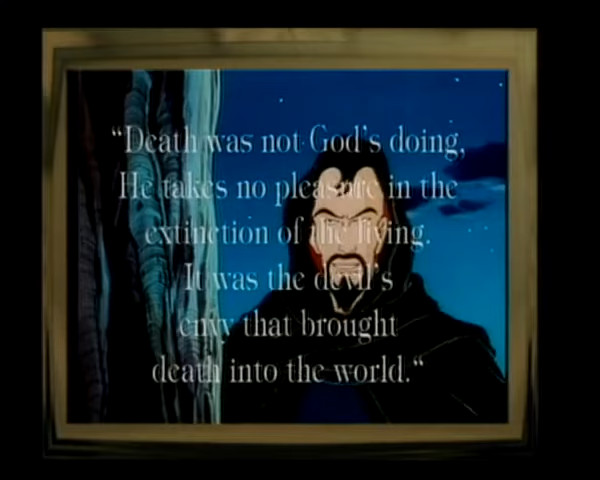 “Death was not God's doing,
He takes no pleasure in the
extinction of the living.
It was the devil's
envy that brought
death into the world.“